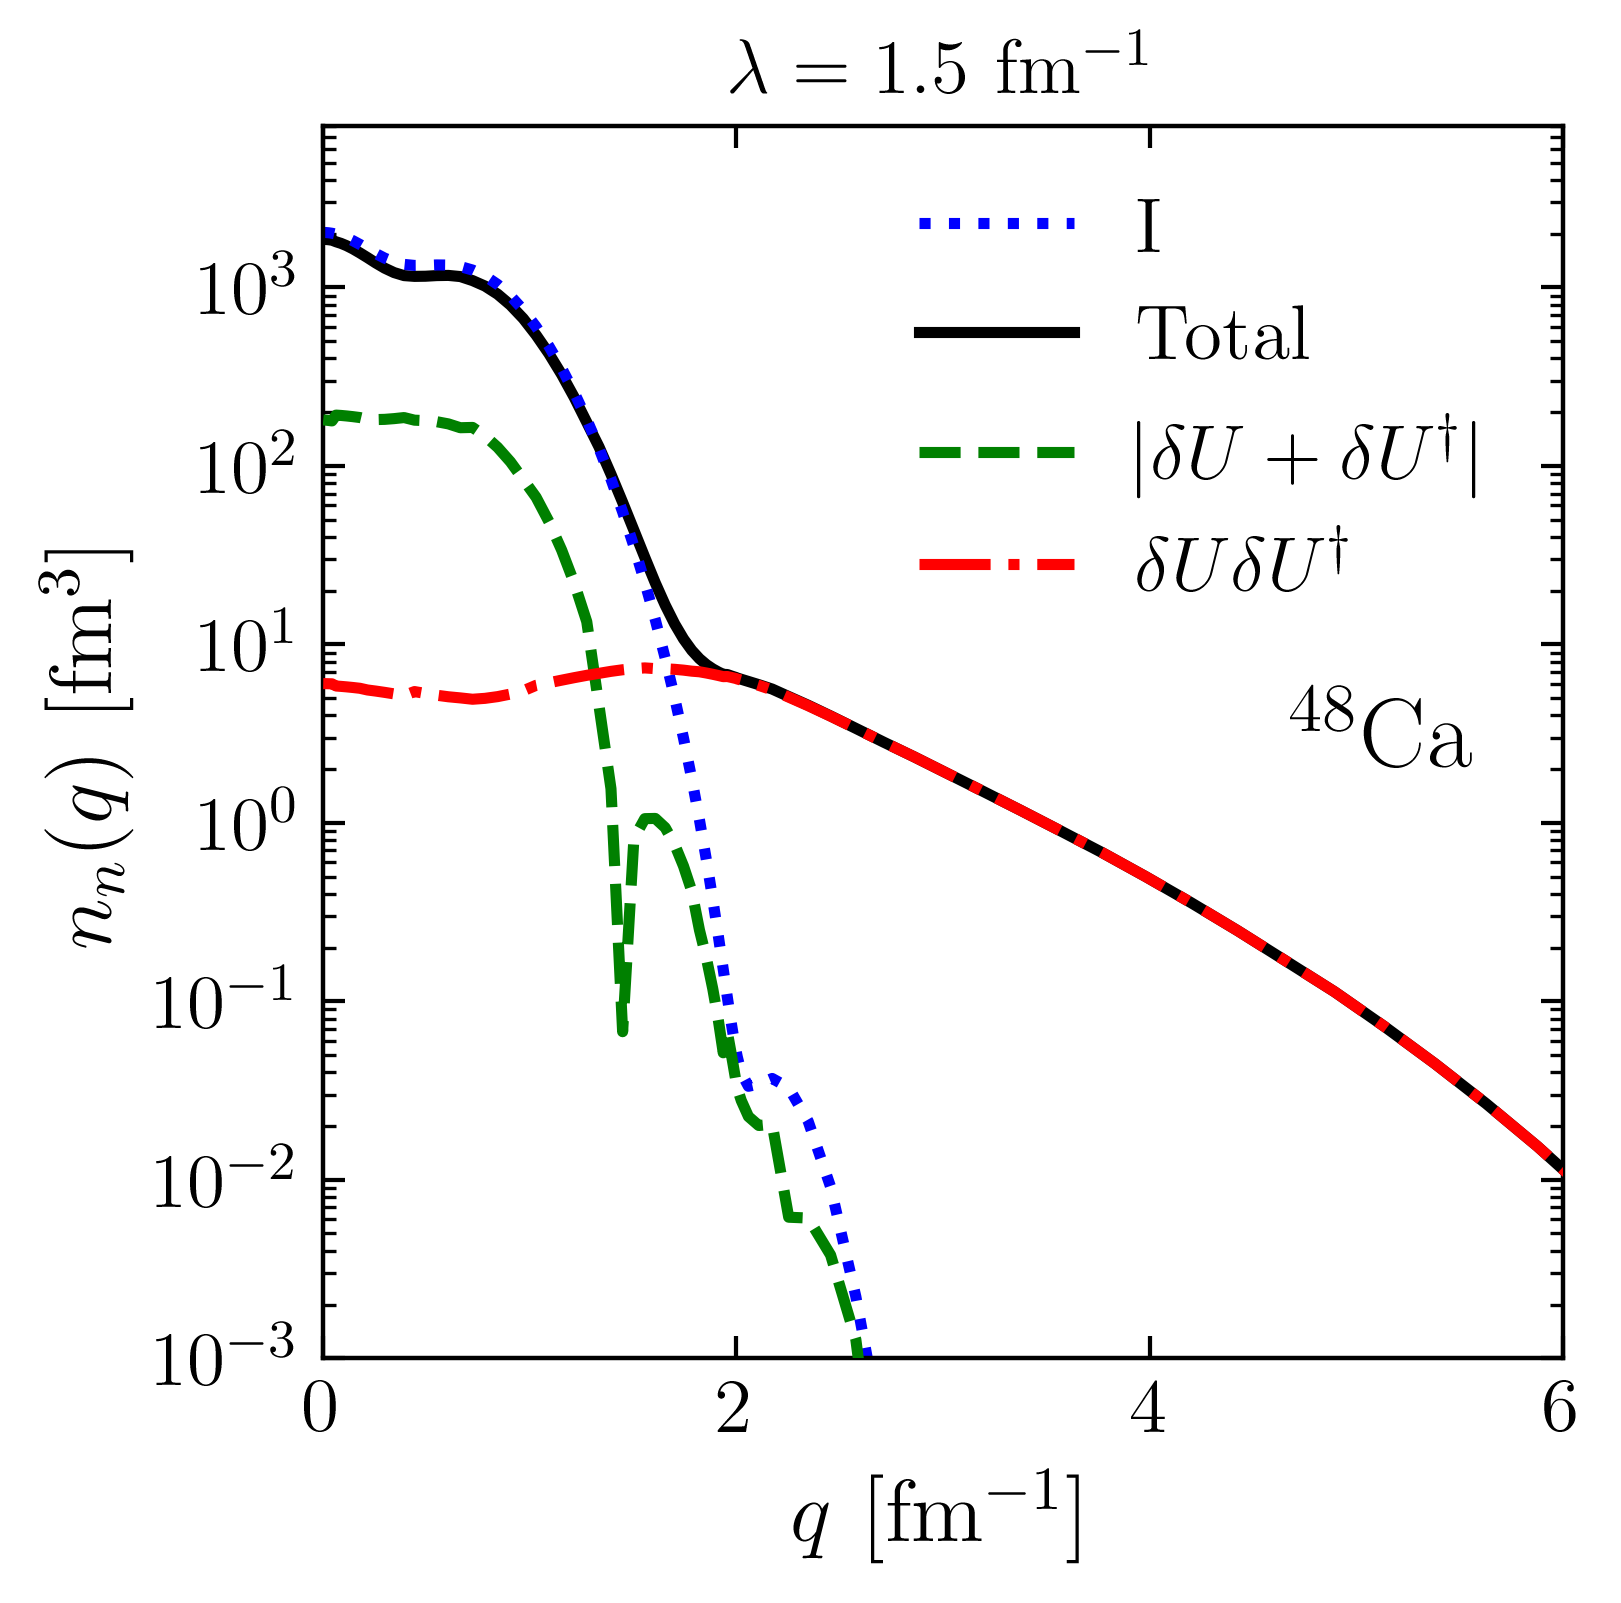 λ = 1.5 fm⁻¹
I
Total
|δU + δU†|
δUδU†
⁴⁸Ca
nₙ(q) [fm³]
10³
10²
10¹
10⁰
10⁻¹
10⁻²
10⁻³
0 2 4 6
q [fm⁻¹]